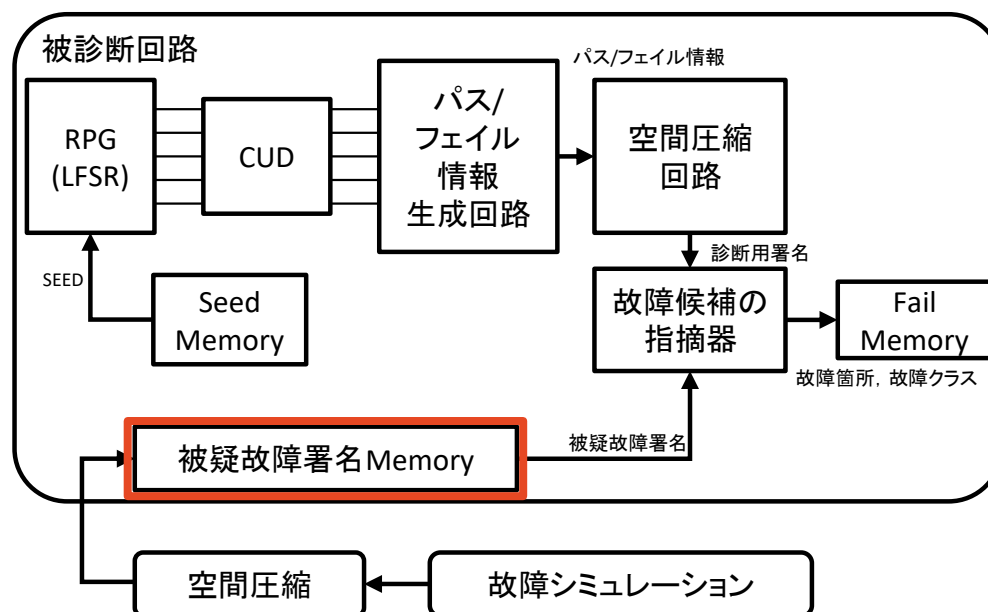 被診断回路
パス/フェイル情報
RPG
(LFSR)
CUD
パス/
フェイル
情報
生成回路
空間圧縮
回路
SEED
診断用署名
Seed
Memory
故障候補の
指摘器
Fail
Memory
故障箇所, 故障クラス
被疑故障署名Memory
被疑故障署名
空間圧縮
故障シミュレーション